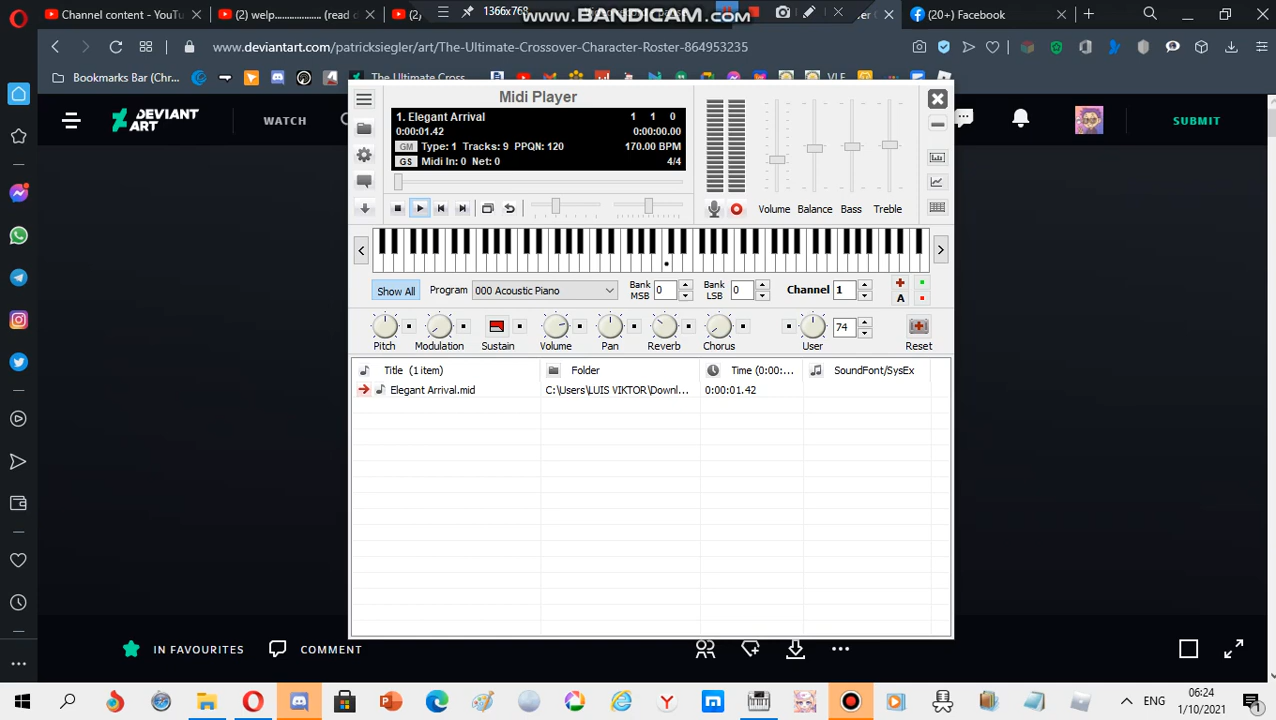 Channel content - YouTu
(2) welp..................(read d
(2)
1366x768
www.BANDICAM.com
er (
(20+) Facebook
www.deviantart.com/patricksiegler/art/The-Ultimate-Crossover-Character-Roster-864953235
Bookmarks Bar (Chr...
The Ultimate Cross
VLF
DEVIANT ART
WATCH
SUBMIT
Midi Player
1. Elegant Arrival 1 1 0
0:00:01.42 0:00:00.00
GM Type: 1 Tracks: 9 PPQN: 120 170.00 BPM
GS Midi In: 0 Net: 0 4/4
Volume Balance Bass Treble
Show All Program 000 Acoustic Piano Bank MSB 0 Bank LSB 0 Channel 1 A
74
Pitch Modulation Sustain Volume Pan Reverb Chorus User Reset
Title (1 item) Folder Time (0:00:... SoundFont/SysEx
Elegant Arrival.mid C:\Users\LUIS VIKTOR\Downl... 0:00:01.42
IN FAVOURITES COMMENT
ENG
06:24
1/10/2021
1